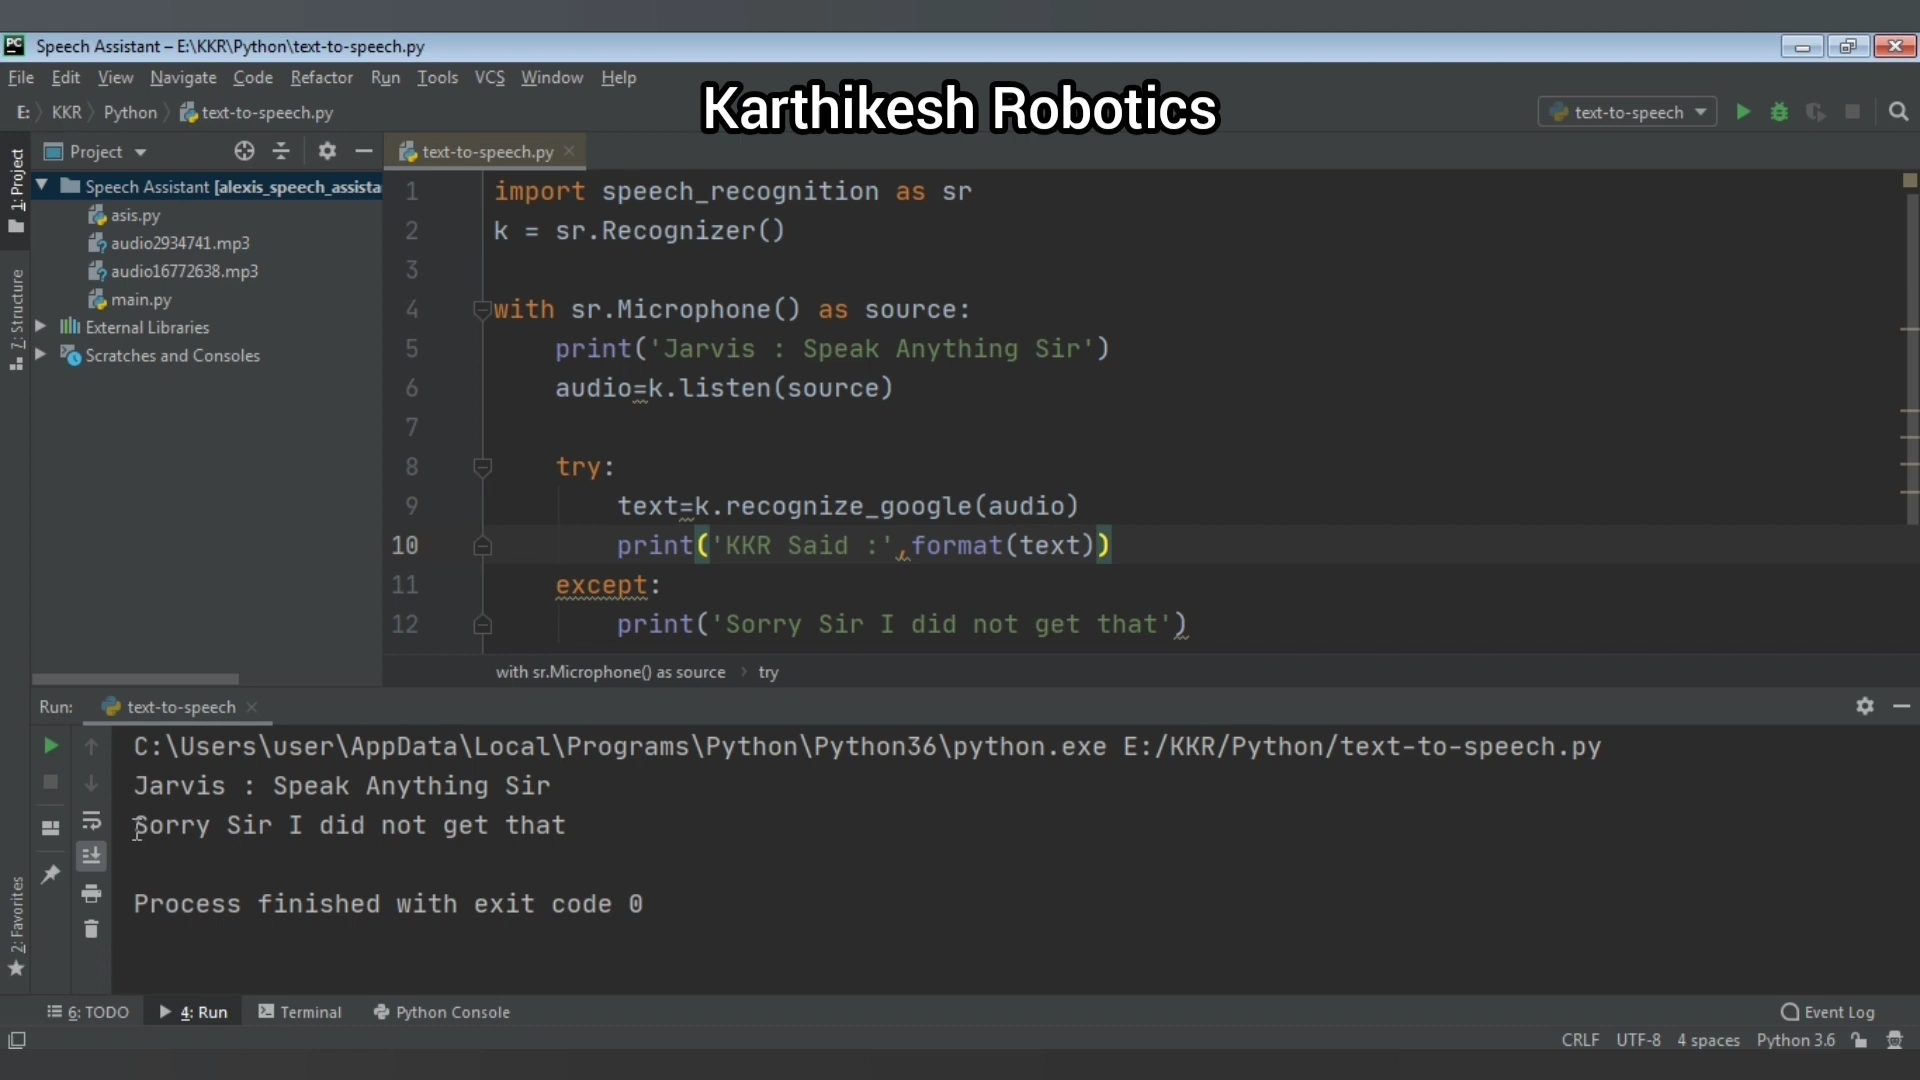 Speech Assistant – E:\KKR\Python\text-to-speech.py
File Edit View Navigate Code Refactor Run Tools VCS Window Help
Karthikesh Robotics
E: KKR Python text-to-speech.py
text-to-speech
Project
text-to-speech.py
1: Project
Speech Assistant [alexis_speech_assista
asis.py
audio2934741.mp3
audio16772638.mp3
main.py
External Libraries
Scratches and Consoles
7: Structure
1 import speech_recognition as sr
2 k = sr.Recognizer()
3
4 with sr.Microphone() as source:
5 print('Jarvis : Speak Anything Sir')
6 audio=k.listen(source)
7
8 try:
9 text=k.recognize_google(audio)
10 print('KKR Said :',format(text))
11 except:
12 print('Sorry Sir I did not get that')
with sr.Microphone() as source › try
Run: text-to-speech
C:\Users\user\AppData\Local\Programs\Python\Python36\python.exe E:/KKR/Python/text-to-speech.py
Jarvis : Speak Anything Sir
Sorry Sir I did not get that
Process finished with exit code 0
2: Favorites
6: TODO 4: Run Terminal Python Console Event Log
CRLF UTF-8 4 spaces Python 3.6